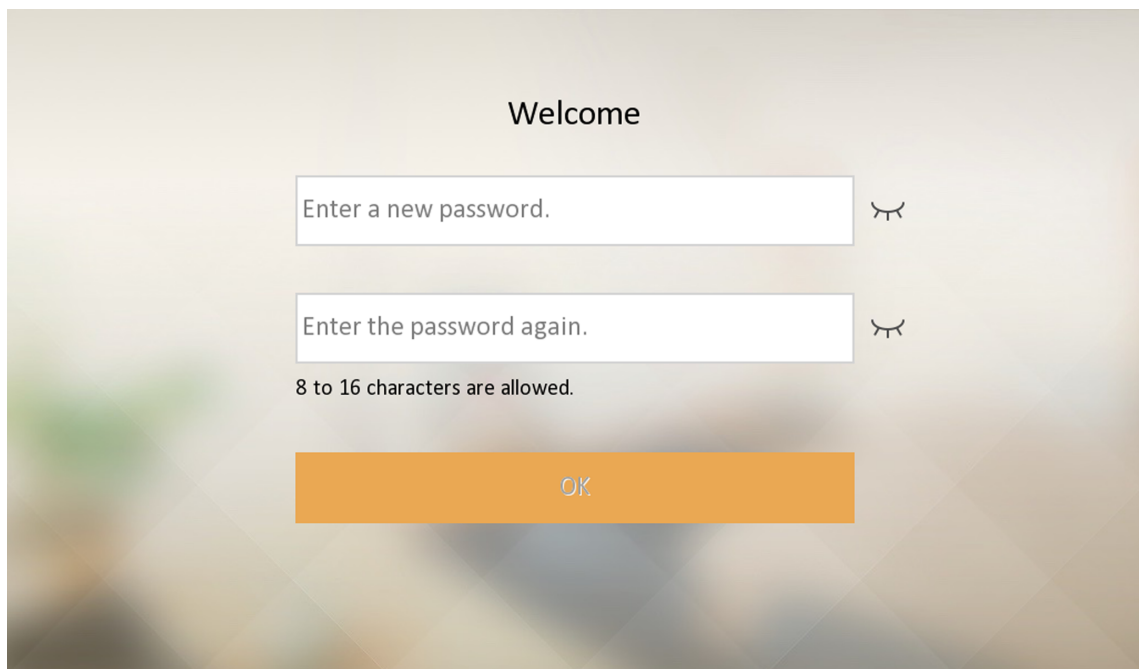 Welcome
Enter a new password.
Enter the password again.
8 to 16 characters are allowed.
OK